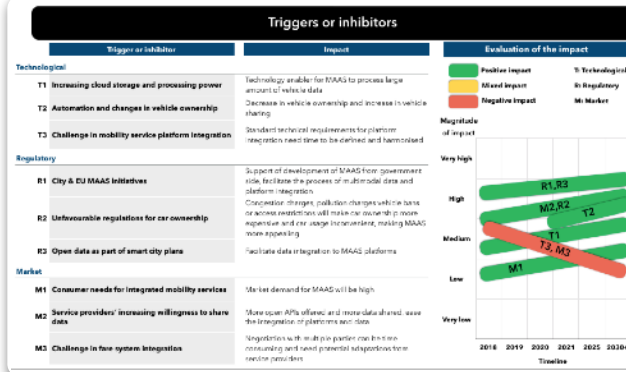 Triggers or inhibitors
Trigger or inhibitor
Impact
Technological
T1 Increasing cloud storage and processing power
Technology enabler for MAAS to process large
amount of vehicle data
T2 Automation and changes in vehicle ownership
Decrease in vehicle ownership and increase in vehicle
sharing
T3 Challenge in mobility service platform integration
Standard technical requirements for platform
integration need time to be defined and harmonised
Regulatory
R1 City & EU MAAS initiatives
Support of development of MAAS from government
side, facilitate the process of multimodal data and
platform integration
R2 Unfavourable regulations for car ownership
Congestion charges, pollution charges vehicle bans
or access restrictions will make car ownership more
expensive and car usage inconvenient, making MAAS
more appealing
R3 Open data as part of smart city plans
Facilitate data integration to MAAS platforms
Market
M1 Consumer needs for integrated mobility services
Market demand for MAAS will be high
M2 Service providers' increasing willingness to share
data
More open APIs offered and more data shared, ease
the integration of platforms and data
M3 Challenge in fare system integration
Negotiation with multiple parties can be time
consuming and need potential adaptations from
service providers
Evaluation of the impact
Positive impact
T: Technological
Mixed impact
R: Regulatory
Negative impact
M: Market
Magnitude
of impact
Very high
High
Medium
Low
Very low
R1,R3
M2,R2
T2
T1
T3, M3
M1
2018 2019 2020 2021 2025 2030
Timeline